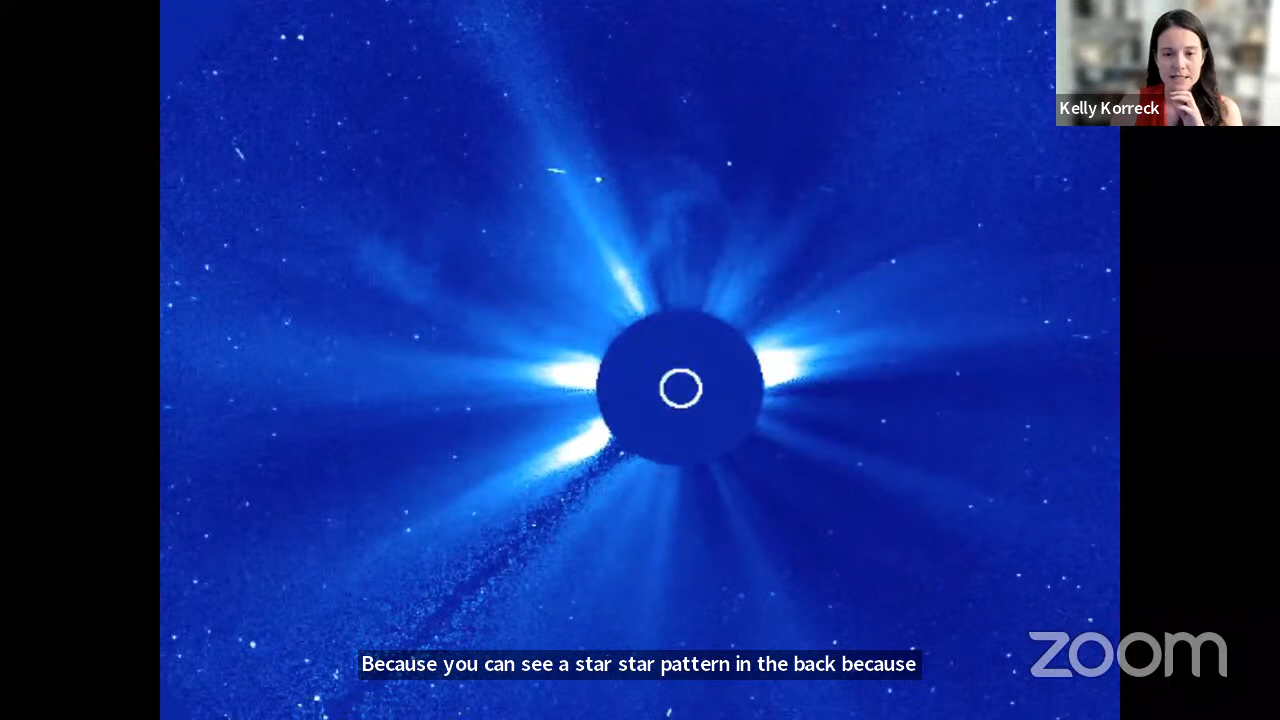 Kelly Korreck
Because you can see a star star pattern in the back because
zoom